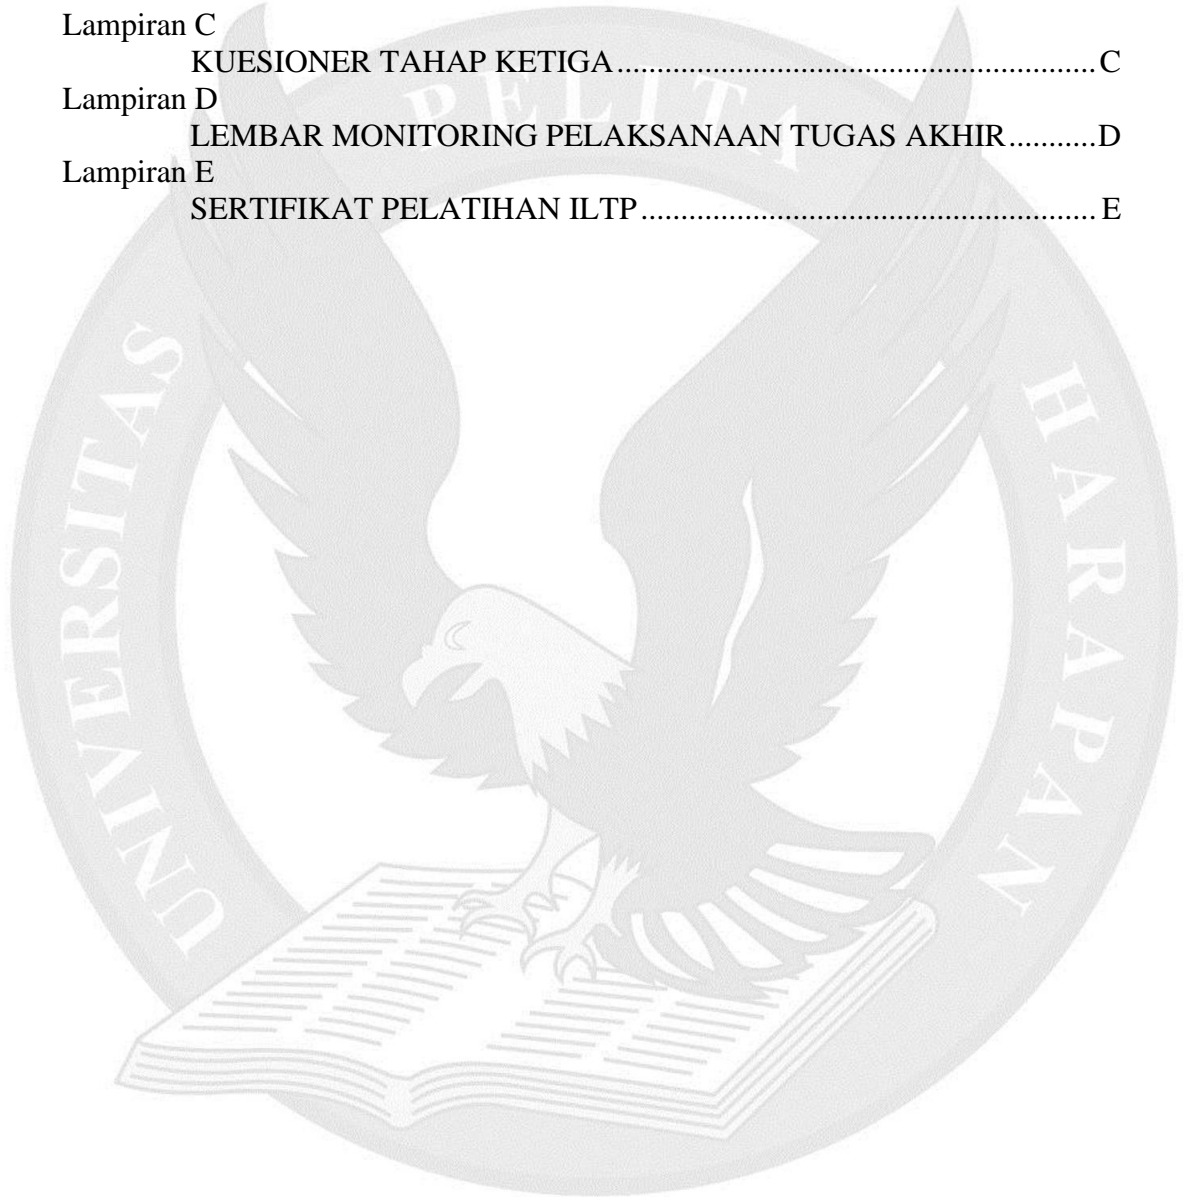 Lampiran C
KUESIONER TAHAP KETIGA............................................................C
Lampiran D
LEMBAR MONITORING PELAKSANAAN TUGAS AKHIR...........D
Lampiran E
SERTIFIKAT PELATIHAN ILTP........................................................E
UNIVERSITAS PELITA HARAPAN